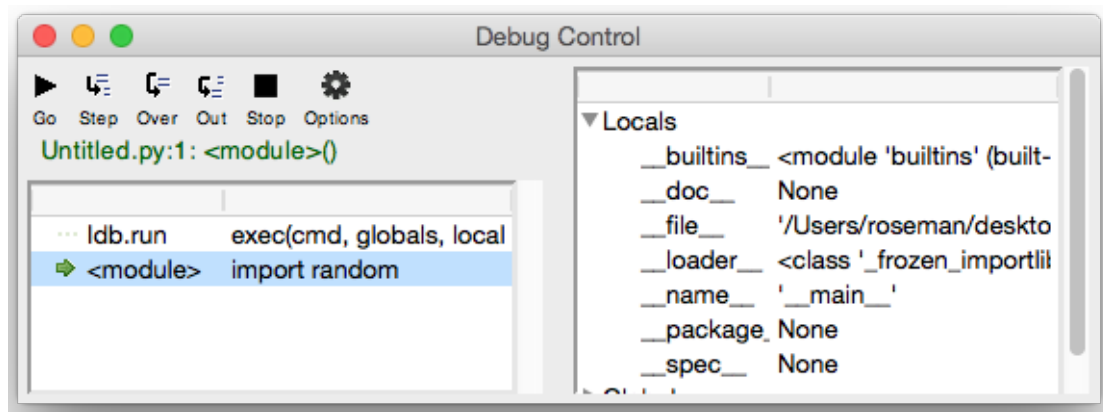 Debug Control
Go Step Over Out Stop Options
Untitled.py:1: <module>()
Idb.run exec(cmd, globals, local
<module> import random
Locals
__builtins__ <module 'builtins' (built-
__doc__ None
__file__ '/Users/roseman/deskto
__loader__ <class '_frozen_importlil
__name__ '__main__'
__package_ None
__spec__ None